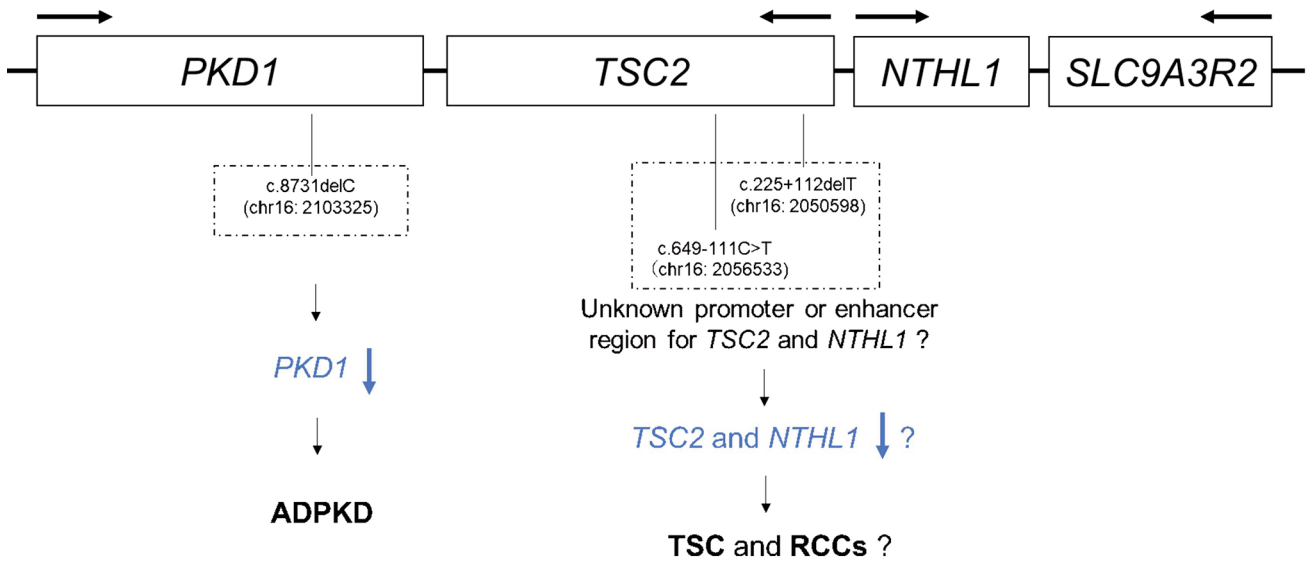 PKD1 TSC2 NTHL1 SLC9A3R2
c.8731delC
(chr16: 2103325)
c.225+112delT
(chr16: 2050598)
c.649-111C>T
(chr16: 2056533)
Unknown promoter or enhancer
region for TSC2 and NTHL1 ?
PKD1
TSC2 and NTHL1 ?
ADPKD
TSC and RCCs ?